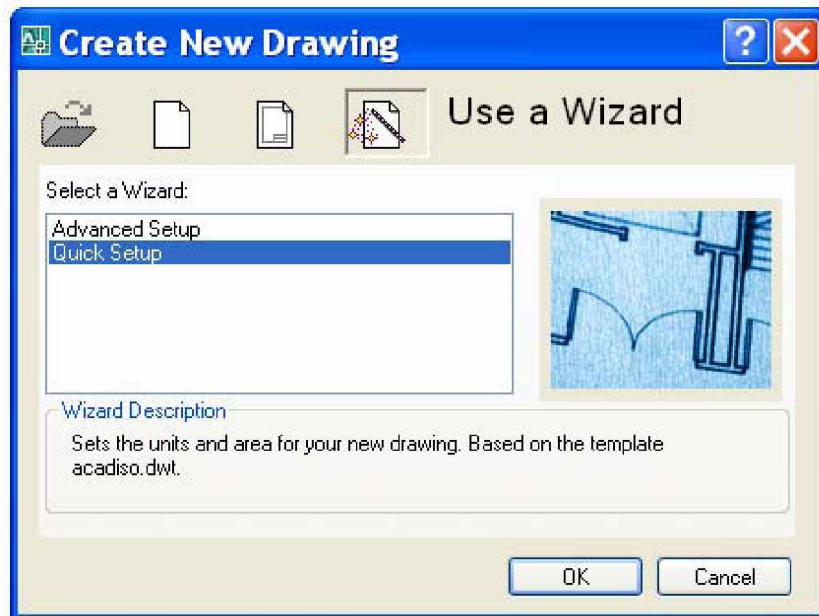 Create New Drawing
Use a Wizard
Select a Wizard:
Advanced Setup
Quick Setup
Wizard Description
Sets the units and area for your new drawing. Based on the template
acadiso.dwt.
OK
Cancel